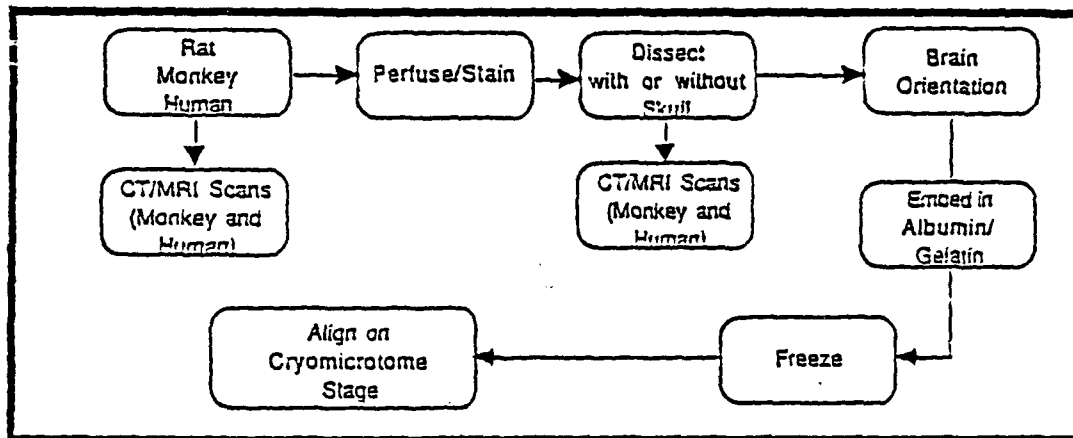 Rat
Monkey
Human
Perfuse/Stain
Dissect
with or without
Skull
Brain
Orientation
CT/MRI Scans
(Monkey and
Human)
CT/MRI Scans
(Monkey and
Human)
Embed in
Albumin/
Gelatin
Align on
Cryomicrotome
Stage
Freeze